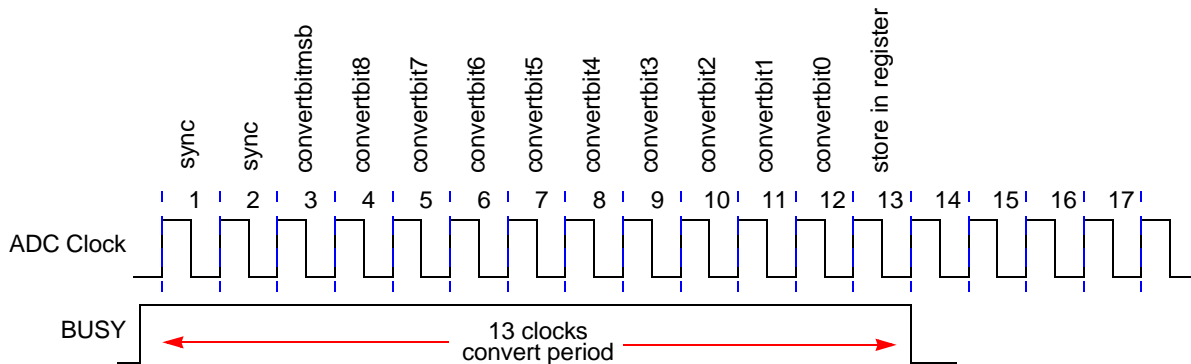 sync
sync
convertbitmsb
convertbit8
convertbit7
convertbit6
convertbit5
convertbit4
convertbit3
convertbit2
convertbit1
convertbit0
store in register
1 2 3 4 5 6 7 8 9 10 11 12 13 14 15 16 17
ADC Clock
BUSY
13 clocks
convert period